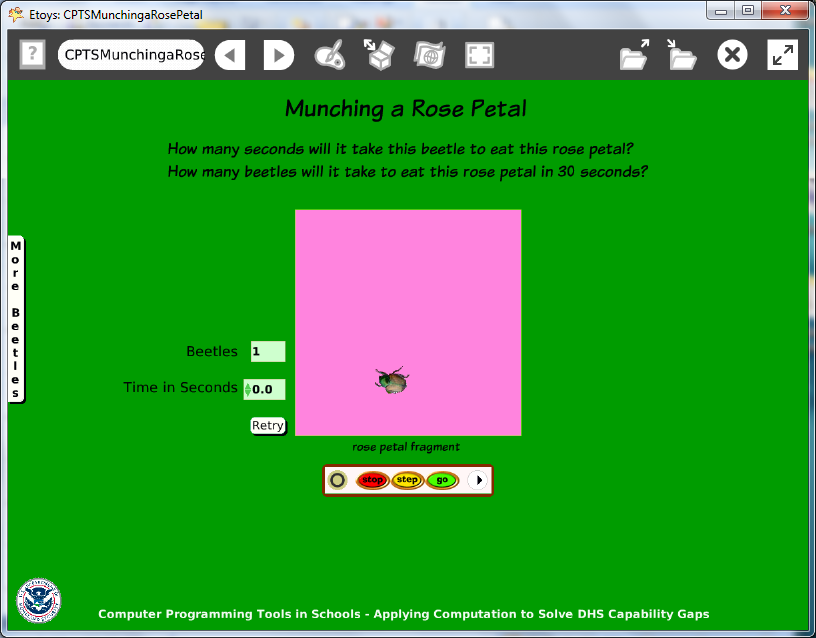 Etoys: CPTSMunchingaRosePetal
? CPTSMunchingaRose
Munching a Rose Petal
How many seconds will it take this beetle to eat this rose petal?
How many beetles will it take to eat this rose petal in 30 seconds?
More Beetles
Beetles 1
Time in Seconds 0.0
Retry
rose petal fragment
stop step go
Computer Programming Tools in Schools - Applying Computation to Solve DHS Capability Gaps